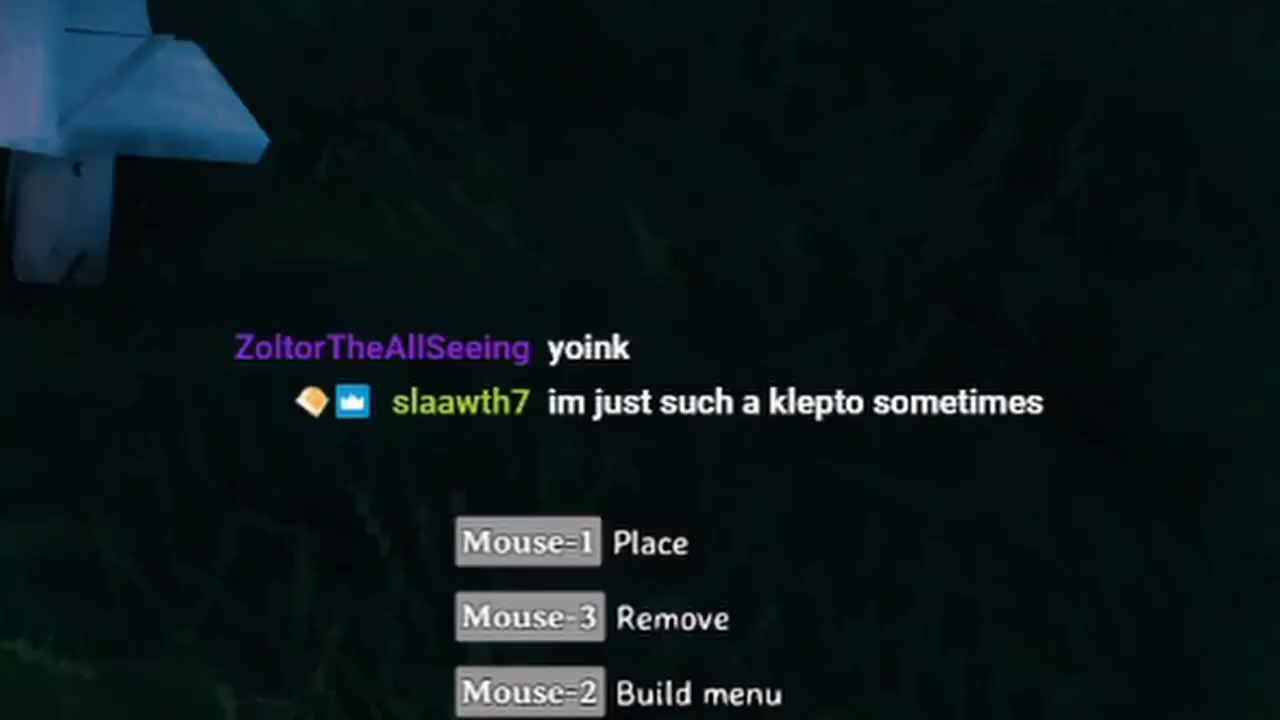 ZoltorTheAllSeeing yoink
slaawth7 im just such a klepto sometimes
Mouse-1 Place
Mouse-3 Remove
Mouse-2 Build menu